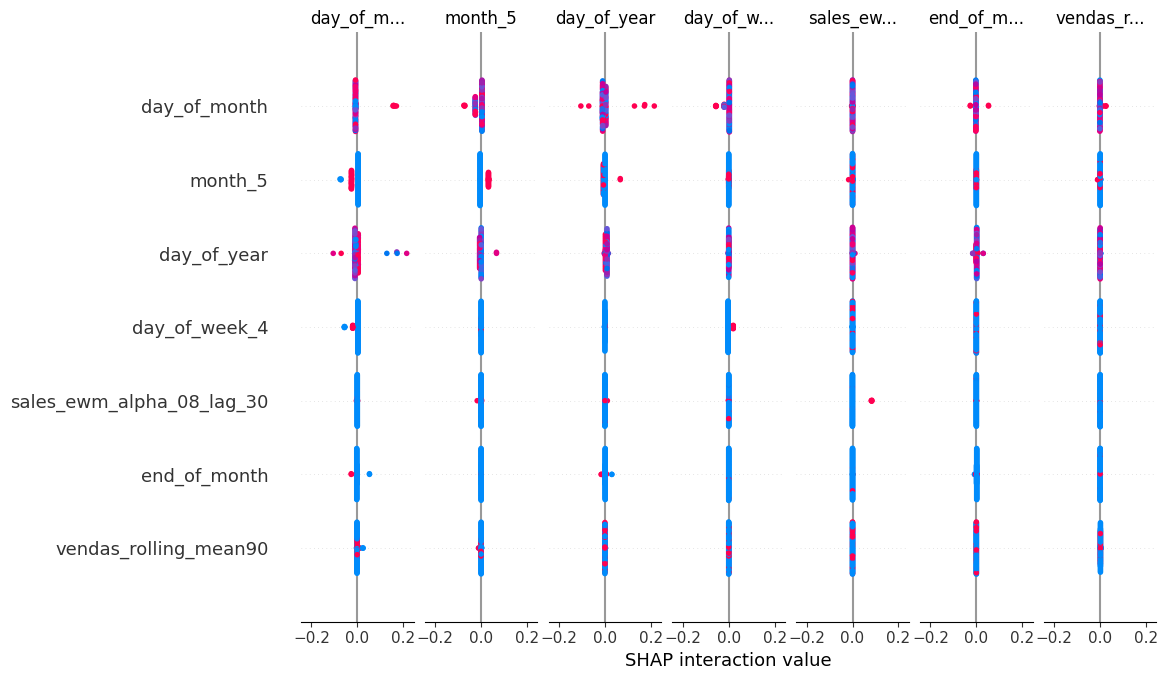 day_of_m... month_5 day_of_year day_of_w... sales_ew... end_of_m... vendas_r...
day_of_month
month_5
day_of_year
day_of_week_4
sales_ewm_alpha_08_lag_30
end_of_month
vendas_rolling_mean90
−0.2 0.0 0.2 −0.2 0.0 0.2 −0.2 0.0 0.2 −0.2 0.0 0.2 −0.2 0.0 0.2 −0.2 0.0 0.2 −0.2 0.0 0.2
SHAP interaction value